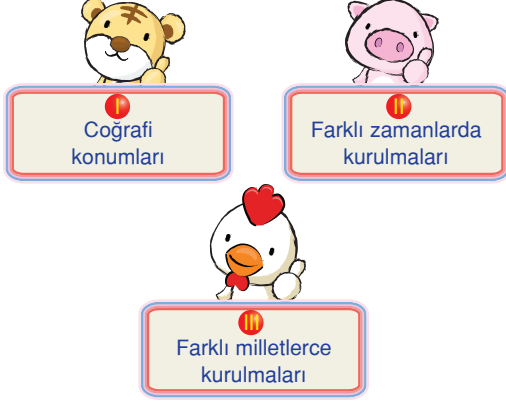 I
Coğrafi
konumları
II
Farklı zamanlarda
kurulmaları
III
Farklı milletlerce
kurulmaları